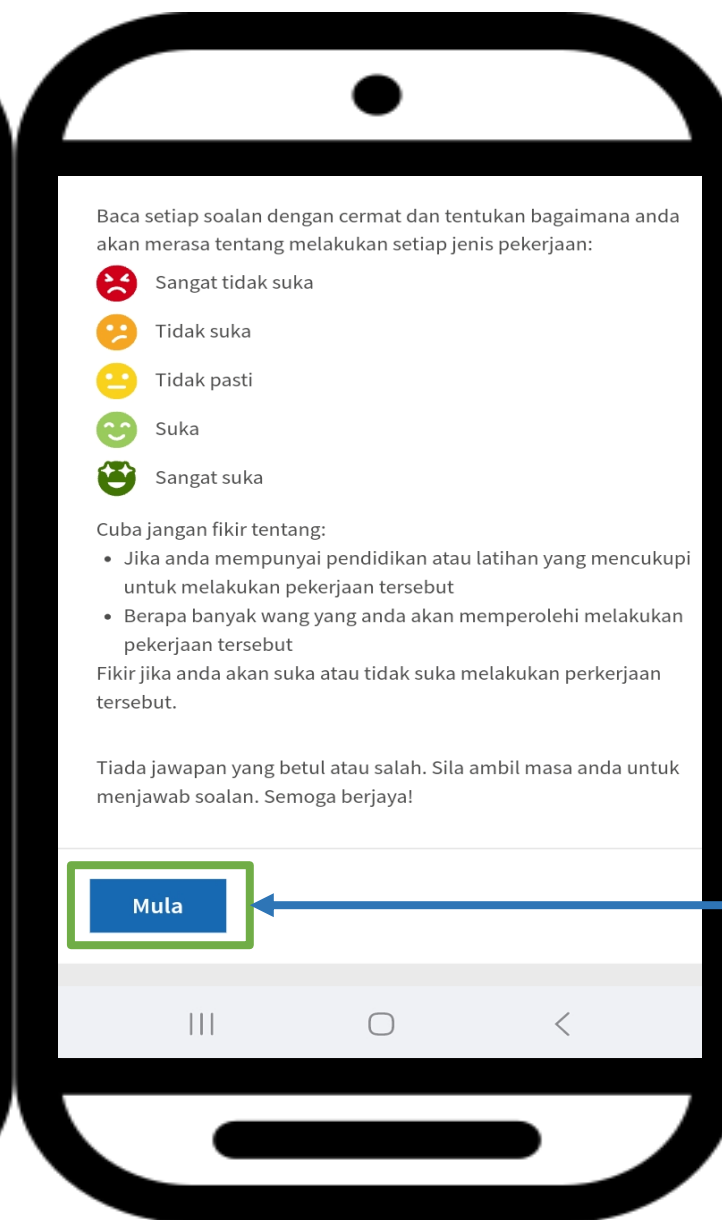 Baca setiap soalan dengan cermat dan tentukan bagaimana anda
akan merasa tentang melakukan setiap jenis pekerjaan:
Sangat tidak suka
Tidak suka
Tidak pasti
Suka
Sangat suka
Cuba jangan fikir tentang:
• Jika anda mempunyai pendidikan atau latihan yang mencukupi
untuk melakukan pekerjaan tersebut
• Berapa banyak wang yang anda akan memperolehi melakukan
pekerjaan tersebut
Fikir jika anda akan suka atau tidak suka melakukan perkerjaan
tersebut.
Tiada jawapan yang betul atau salah. Sila ambil masa anda untuk
menjawab soalan. Semoga berjaya!
Mula